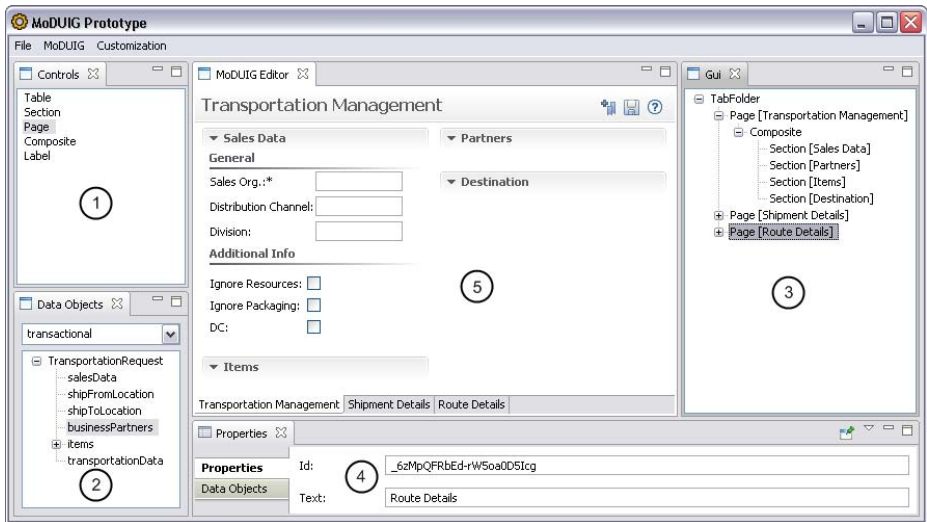 MoDUIG Prototype
File MoDUIG Customization
Controls
Table
Section
Page
Composite
Label
1
Data Objects
transactional
TransportationRequest
salesData
shipFromLocation
shipToLocation
businessPartners
items
transportationData
2
MoDUIG Editor
Transportation Management
Sales Data
General
Sales Org.:*
Distribution Channel:
Division:
Additional Info
Ignore Resources:
Ignore Packaging:
DC:
Items
Partners
Destination
5
Transportation Management Shipment Details Route Details
Gui
TabFolder
Page [Transportation Management]
Composite
Section [Sales Data]
Section [Partners]
Section [Items]
Section [Destination]
Page [Shipment Details]
Page [Route Details]
3
Properties
Properties
Data Objects
Id: _6zMpQFRbEd-rW5oa0D5Icg
4
Text: Route Details